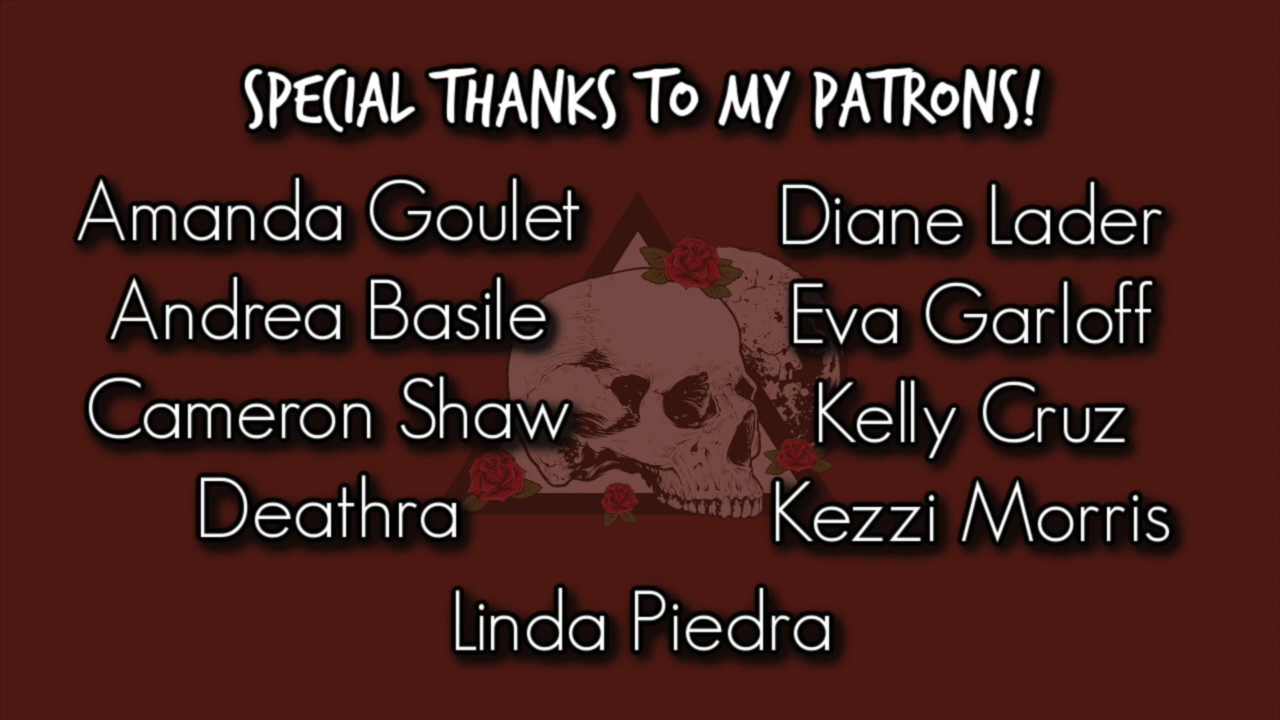 SPECIAL THANKS TO MY PATRONS!
Amanda Goulet
Andrea Basile
Cameron Shaw
Deathra
Diane Lader
Eva Garloff
Kelly Cruz
Kezzi Morris
Linda Piedra